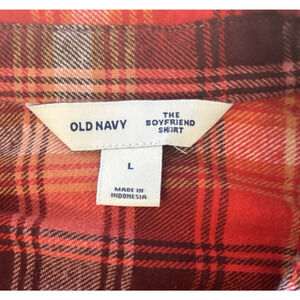 OLD NAVY
THE
BOYFRIEND
SHIRT
L
MADE IN
INDONESIA